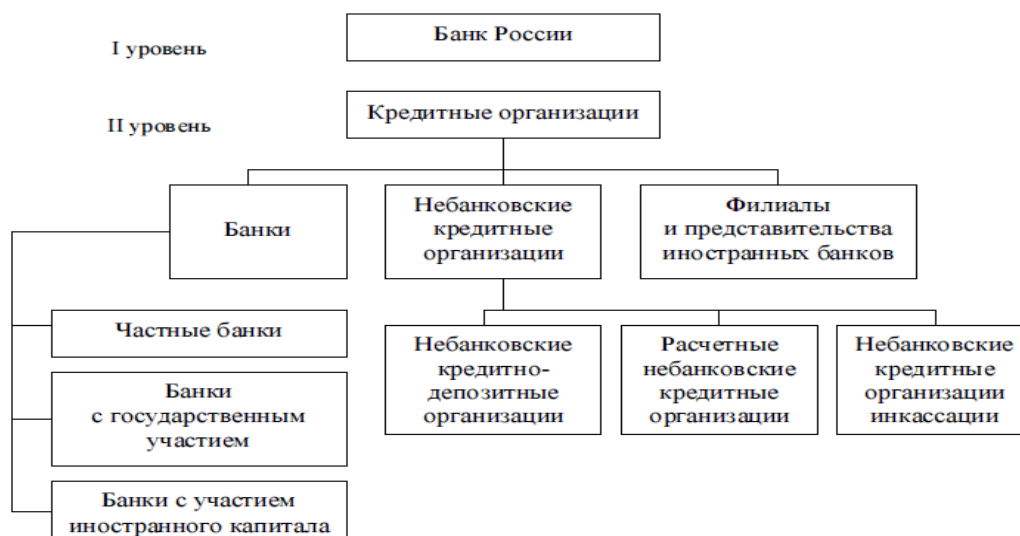 I уровень
Банк России
II уровень
Кредитные организации
Банки
Небанковские
кредитные
организации
Филиалы
и представительства
иностранных банков
Частные банки
Банки
с государственным
участием
Банки с участием
иностранного капитала
Небанковские
кредитно-
депозитные
организации
Расчетные
небанковские
кредитные
организации
Небанковские
кредитные
организации
инкассации